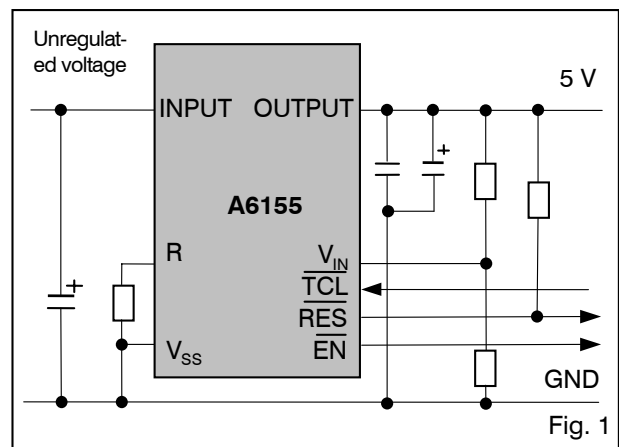 Unregulat-
ed voltage
5 V
INPUT OUTPUT
A6155
R
V_IN
TCL
RES
V_SS
EN
GND
Fig. 1